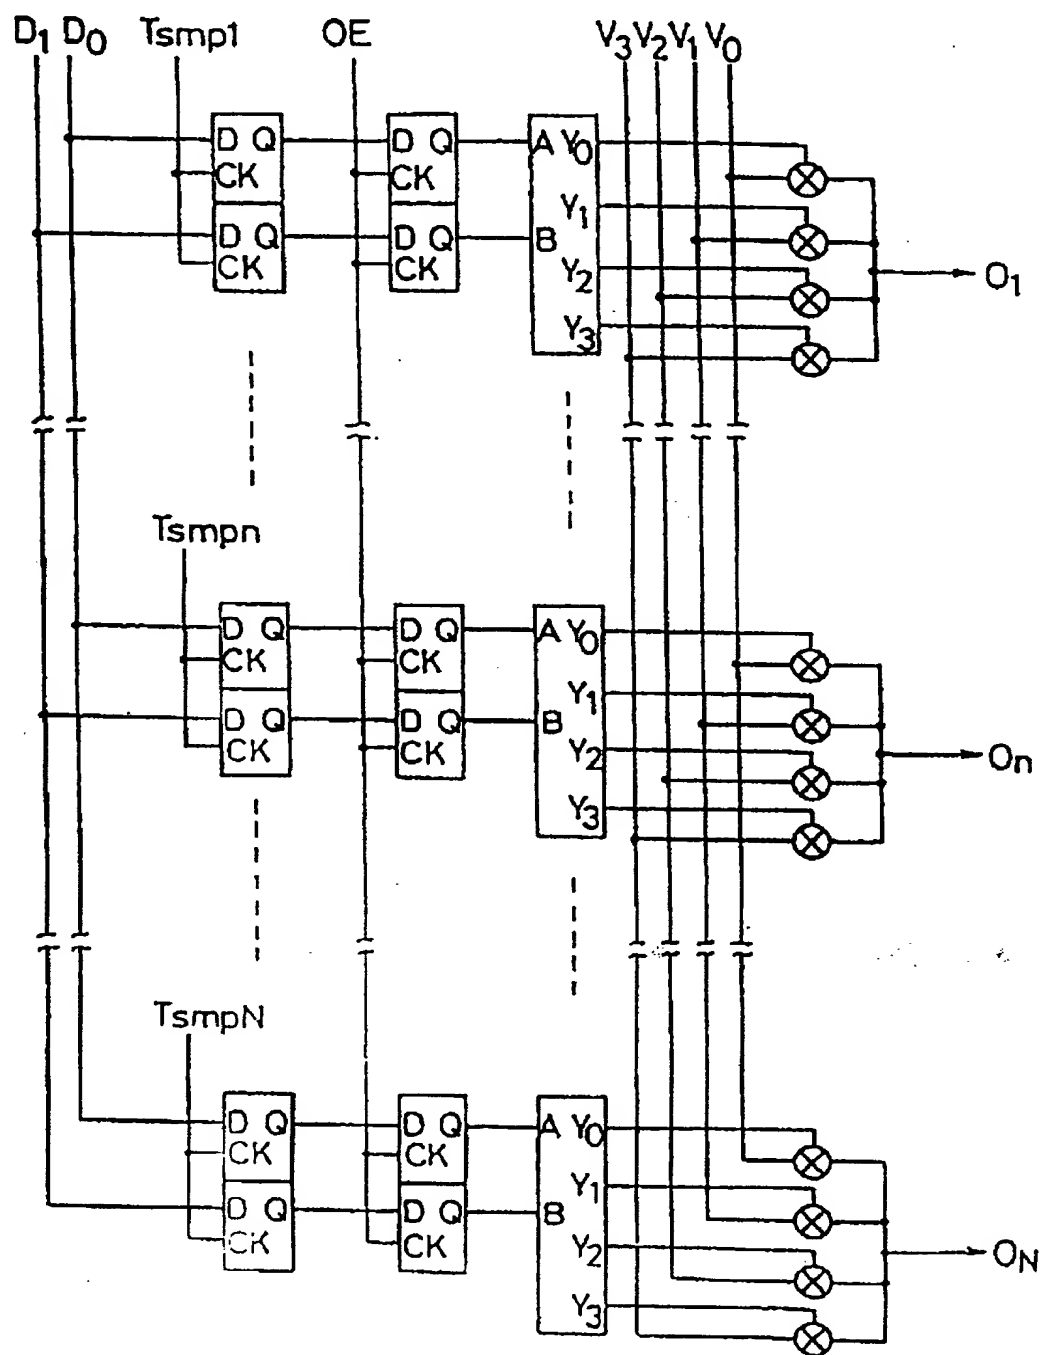 D1 D0 Tsmp1 OE V3 V2 V1 V0
D Q D Q A Y0
CK CK
Y1
D Q D Q B
CK CK
Y2
O1
Y3
Tsmpn
D Q D Q A Y0
CK CK
Y1
D Q D Q B
CK CK
Y2
On
Y3
TsmpN
D Q D Q A Y0
CK CK
Y1
D Q D Q B
CK CK
Y2
ON
Y3